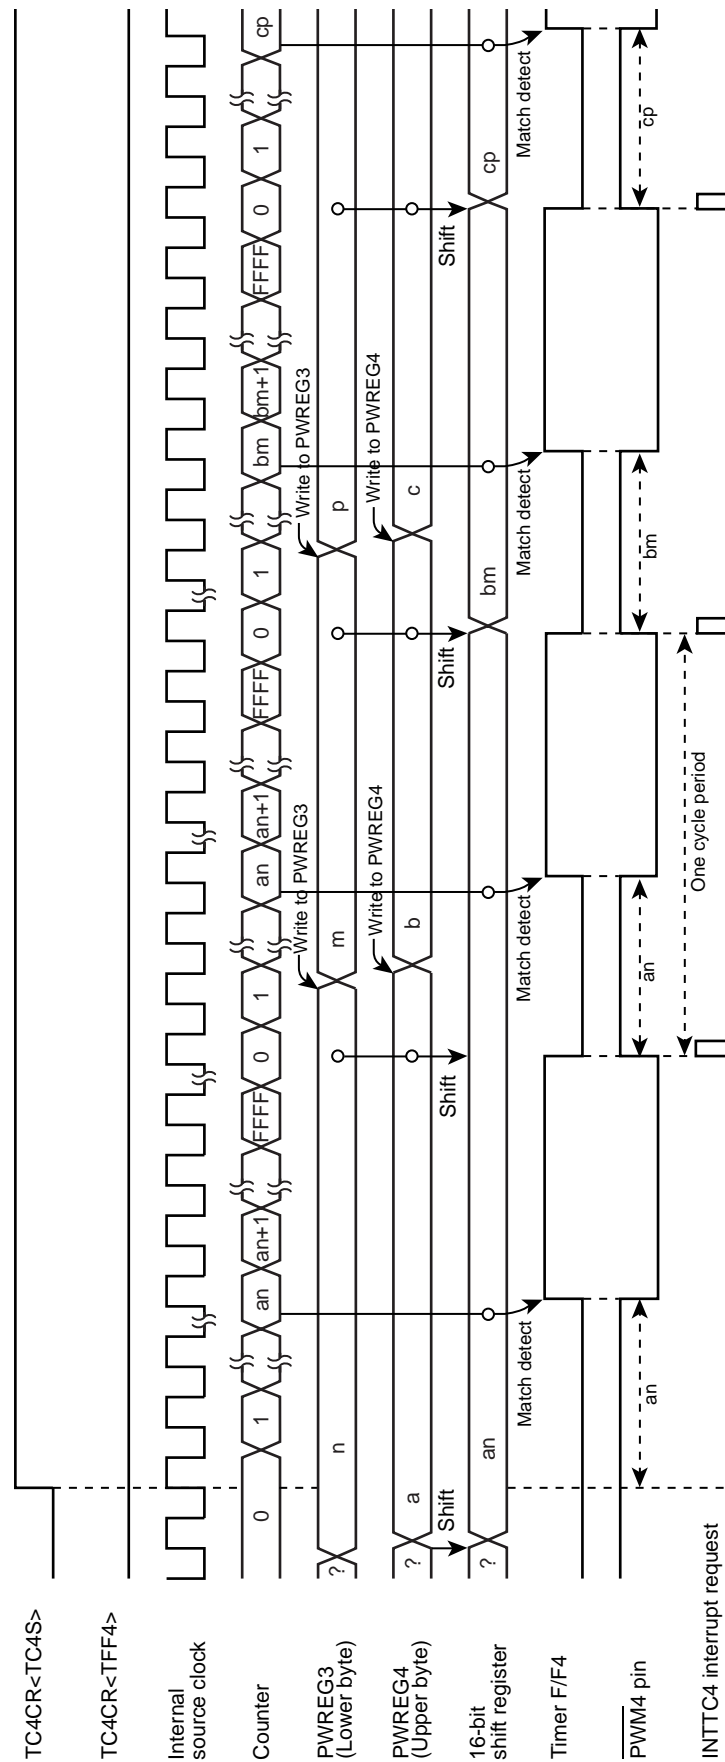 TC4CR<TC4S>
TC4CR<TFF4>
Internal
source clock
Counter
0 1 an an+1 FFFF 0 1 an an+1 FFFF 0 1 bm bm+1 FFFF 0 1 cp
Write to PWREG3
Write to PWREG3
PWREG3
(Lower byte)
? n m p
Write to PWREG4
Write to PWREG4
PWREG4
(Upper byte)
? a b c
Shift Shift Shift Shift
16-bit
shift register
? an bm cp
Match detect Match detect Match detect Match detect
Timer F/F4
PWM4 pin
an an bm cp
One cycle period
INTTC4 interrupt request